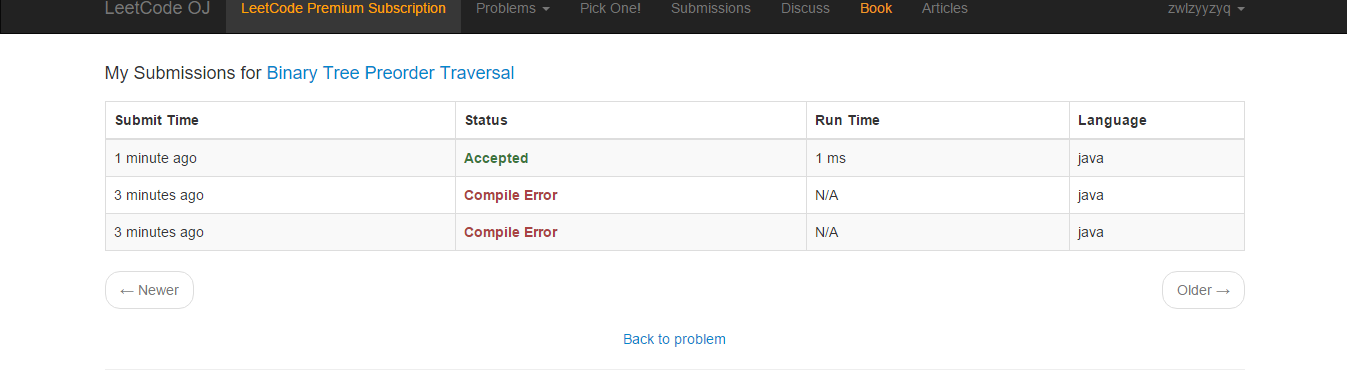 LeetCode OJ LeetCode Premium Subscription Problems Pick One! Submissions Discuss Book Articles zwlzyyzyq
My Submissions for Binary Tree Preorder Traversal
Submit Time Status Run Time Language
1 minute ago Accepted 1 ms java
3 minutes ago Compile Error N/A java
3 minutes ago Compile Error N/A java
← Newer Older →
Back to problem